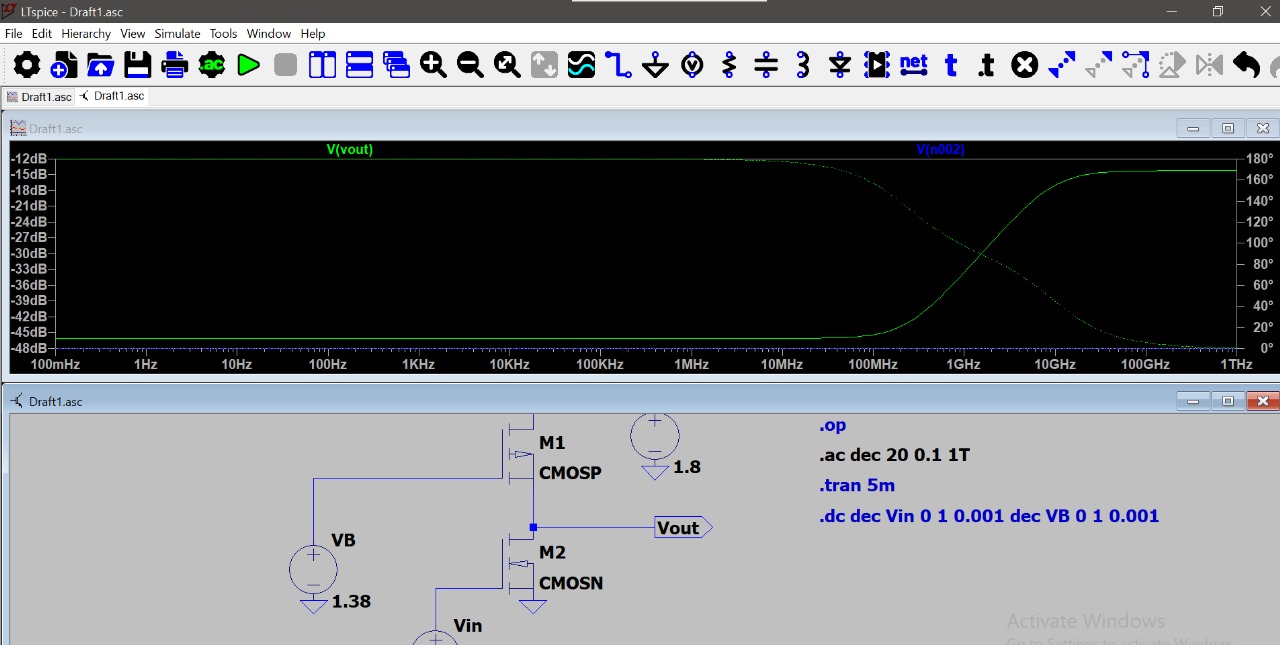 LTspice - Draft1.asc
File Edit Hierarchy View Simulate Tools Window Help
.ac net t .t
Draft1.asc Draft1.asc
Draft1.asc
V(vout) V(n002)
-12dB 180°
-15dB 160°
-18dB 140°
-21dB 120°
-24dB 100°
-27dB 80°
-30dB 60°
-33dB 40°
-36dB 20°
-39dB 0°
-42dB
-45dB
-48dB
100mHz 1Hz 10Hz 100Hz 1KHz 10KHz 100KHz 1MHz 10MHz 100MHz 1GHz 10GHz 100GHz 1THz
Draft1.asc
M1
CMOSP
1.8
.op
.ac dec 20 0.1 1T
.tran 5m
.dc dec Vin 0 1 0.001 dec VB 0 1 0.001
Vout
VB
1.38
M2
CMOSN
Vin
Activate Windows
Go to Settings to activate Windows.